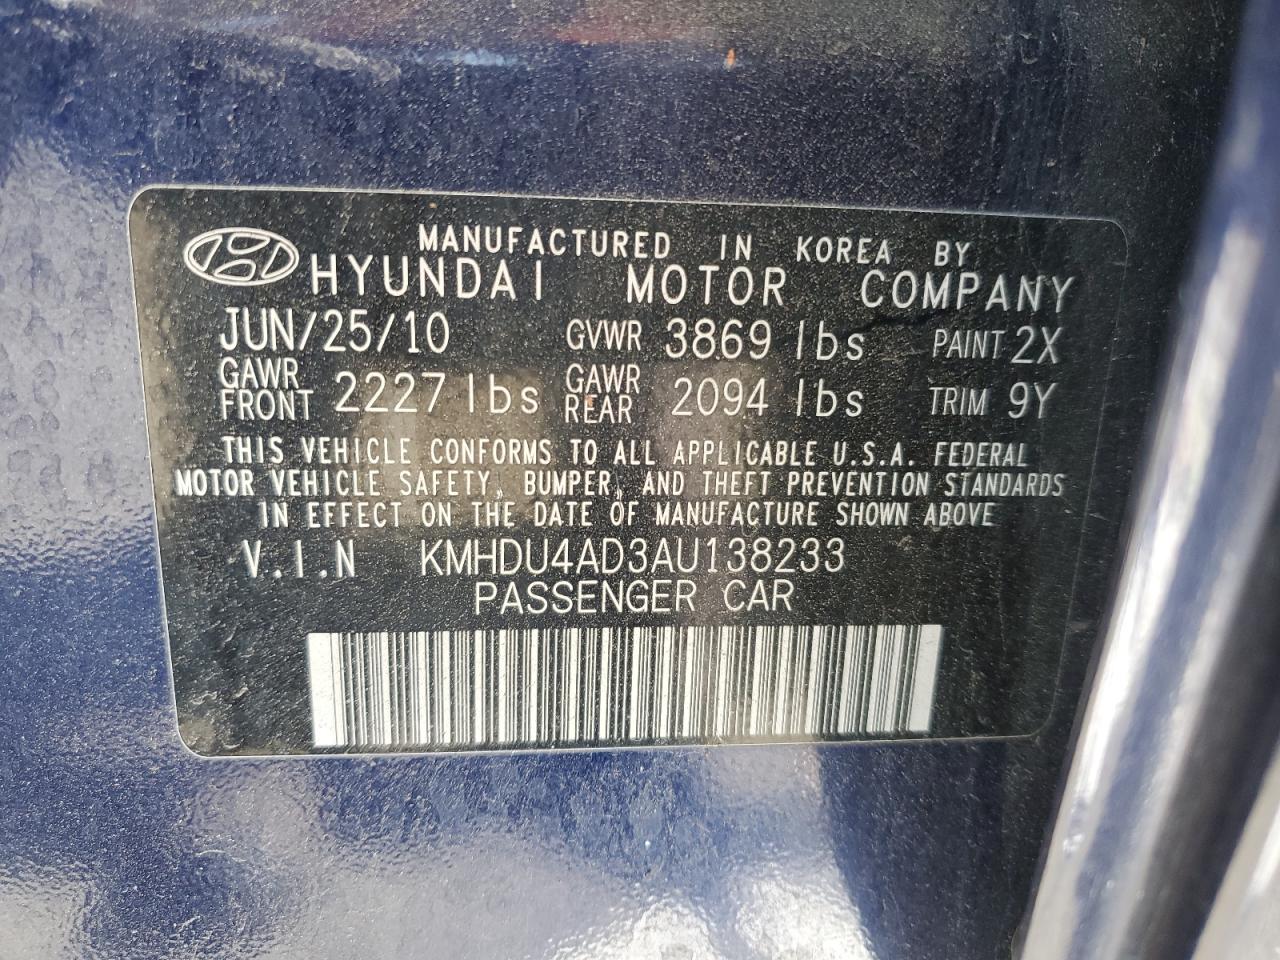 MANUFACTURED IN KOREA BY
HYUNDAI MOTOR COMPANY
JUN/25/10 GVWR 3869 lbs PAINT 2X
GAWR FRONT 2227 lbs GAWR REAR 2094 lbs TRIM 9Y
THIS VEHICLE CONFORMS TO ALL APPLICABLE U.S.A. FEDERAL
MOTOR VEHICLE SAFETY, BUMPER, AND THEFT PREVENTION STANDARDS
IN EFFECT ON THE DATE OF MANUFACTURE SHOWN ABOVE
V.I.N KMHDU4AD3AU138233
PASSENGER CAR